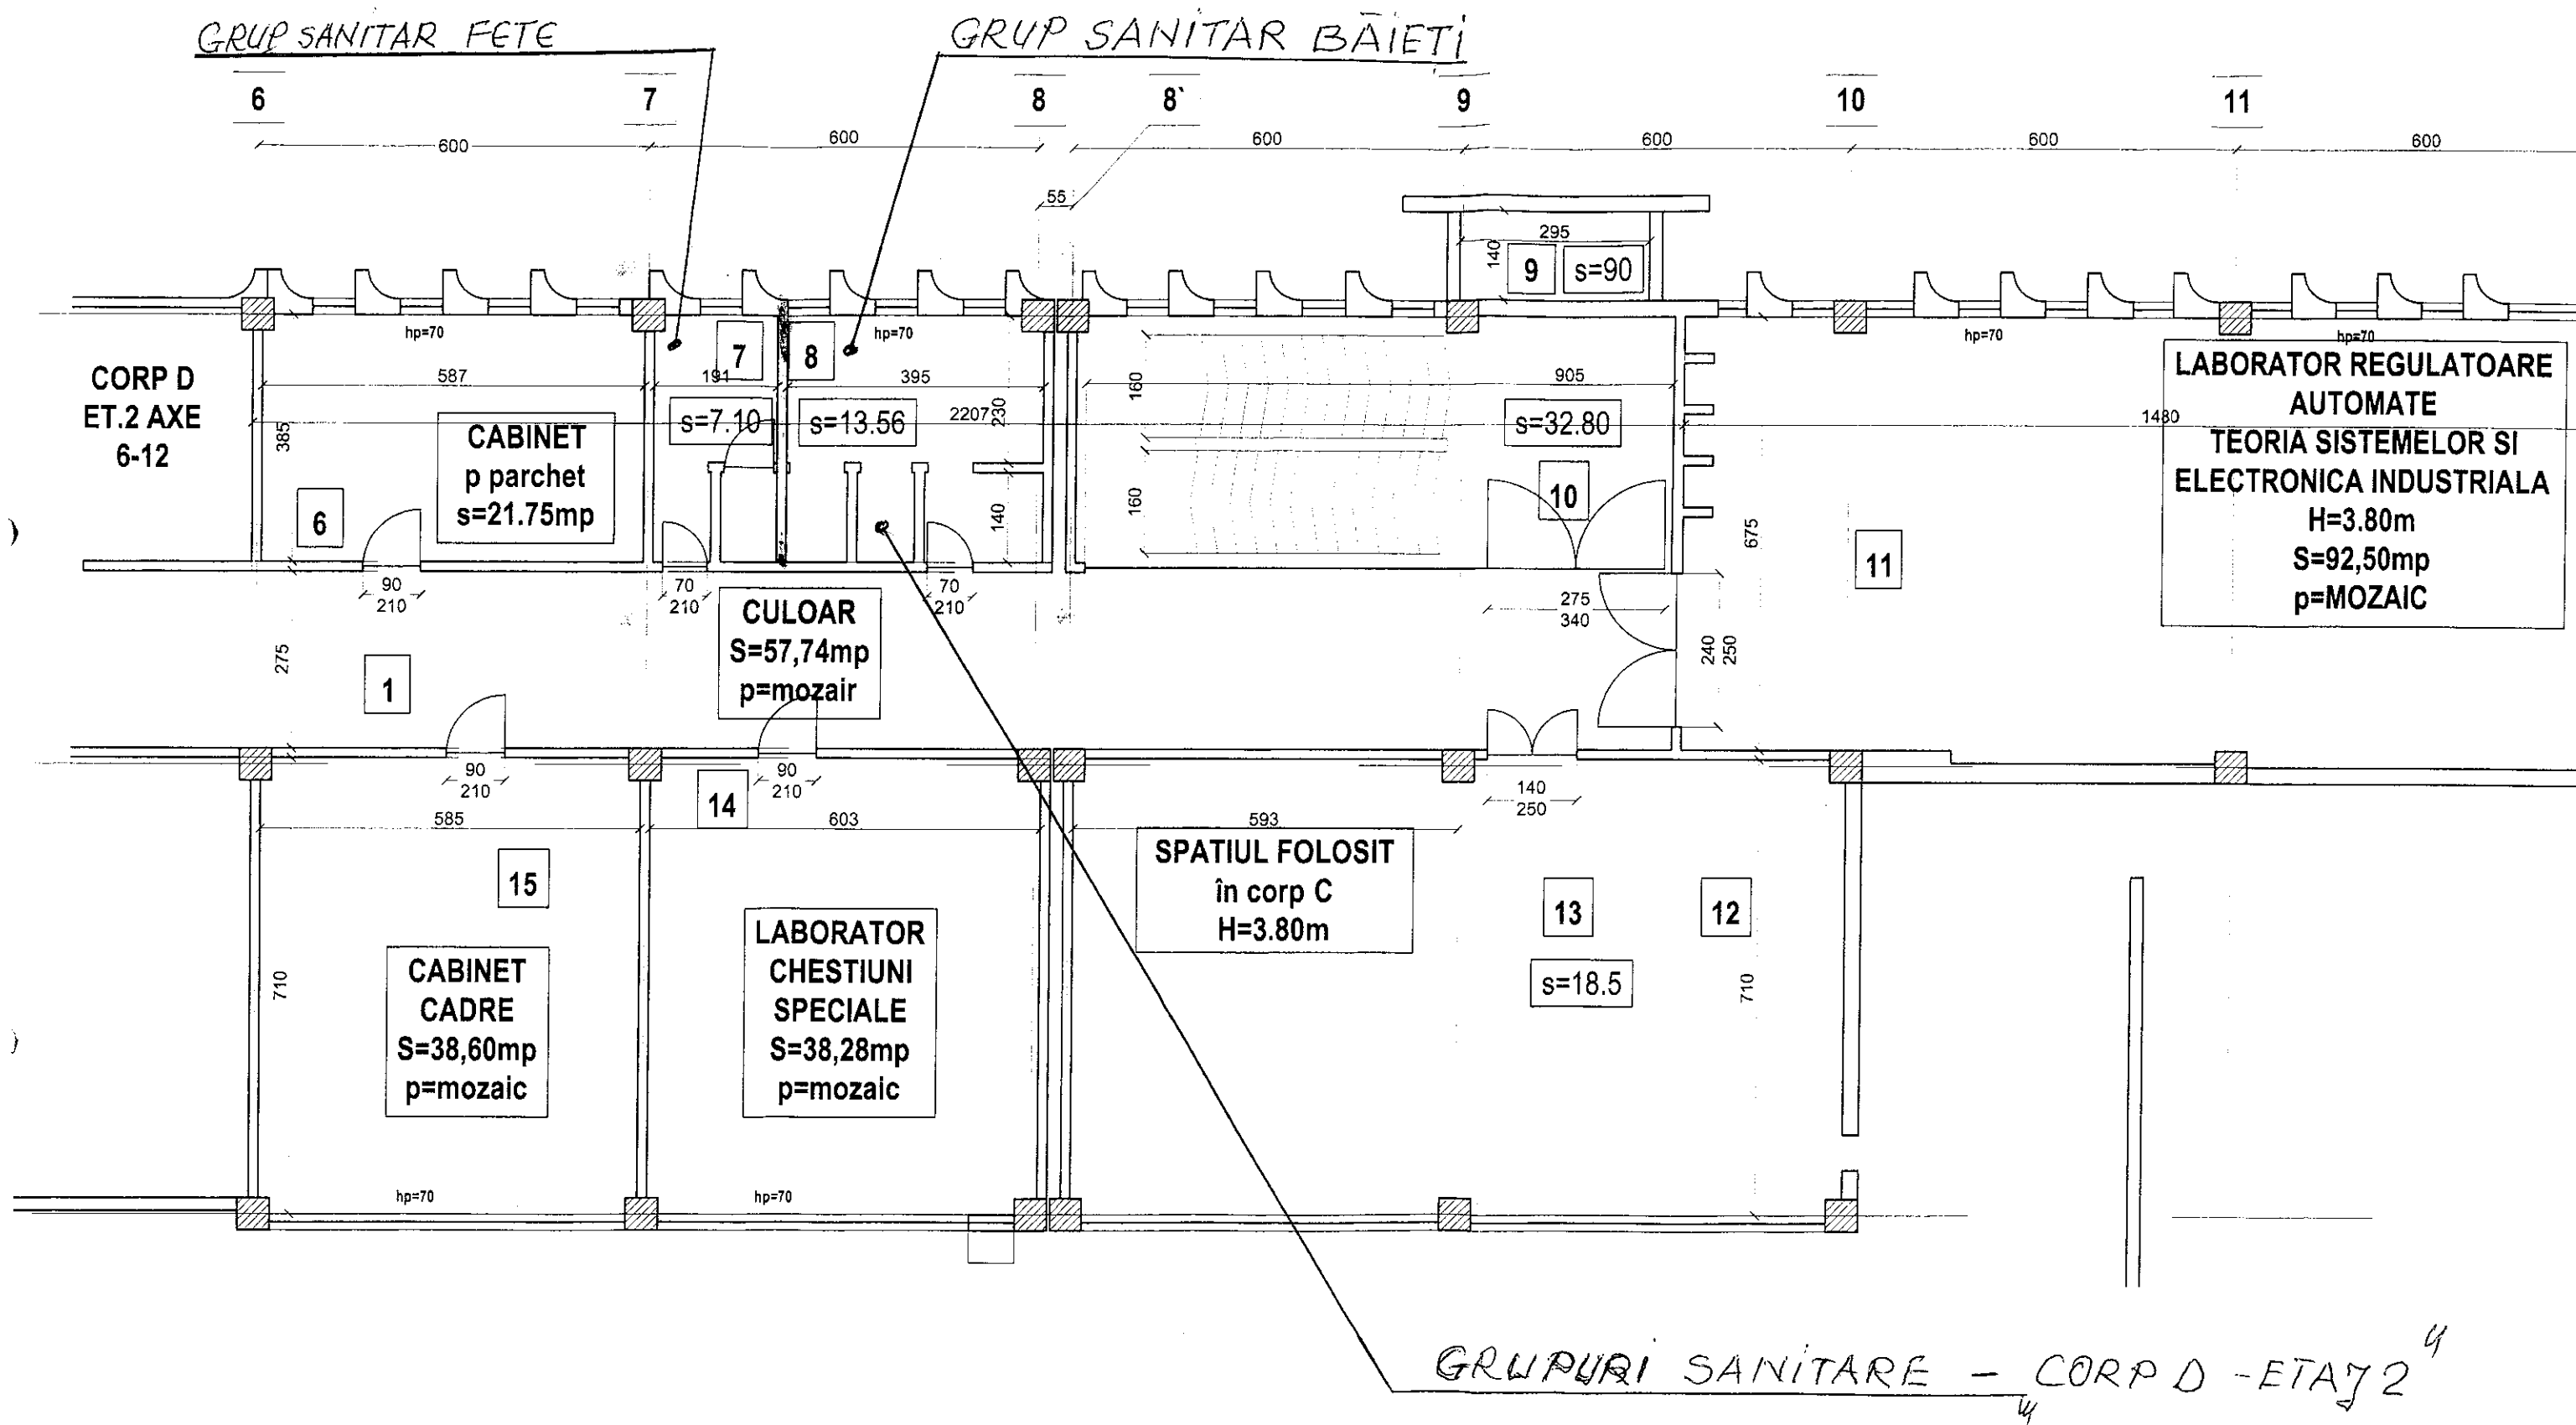 GRUP SANITAR FETE
GRUP SANITAR BĂIETI
6 7 8 8` 9 10 11
600 600 600 600 600 600
55
295
140
9 s=90
hp=70 hp=70 hp=70 hp=70
7 8
CORP D
ET.2 AXE
6-12
587 191 395 905
160
385
CABINET
p parchet
s=21.75mp
s=7.10 s=13.56 2207 230
s=32.80
1480
LABORATOR REGULATOARE
AUTOMATE
TEORIA SISTEMELOR SI
ELECTRONICA INDUSTRIALA
H=3.80m
S=92,50mp
p=MOZAIC
6
140
160
10
675
11
90
210
70
210
70
210
275
340
240
250
CULOAR
S=57,74mp
p=mozair
275
1
90
210
14
90
210
140
250
585 603 593
SPATIUL FOLOSIT
în corp C
H=3.80m
15
13 12
s=18.5
710
710
CABINET
CADRE
S=38,60mp
p=mozaic
LABORATOR
CHESTIUNI
SPECIALE
S=38,28mp
p=mozaic
hp=70 hp=70
GRUPURI SANITARE - "CORP D - ETAJ 2"